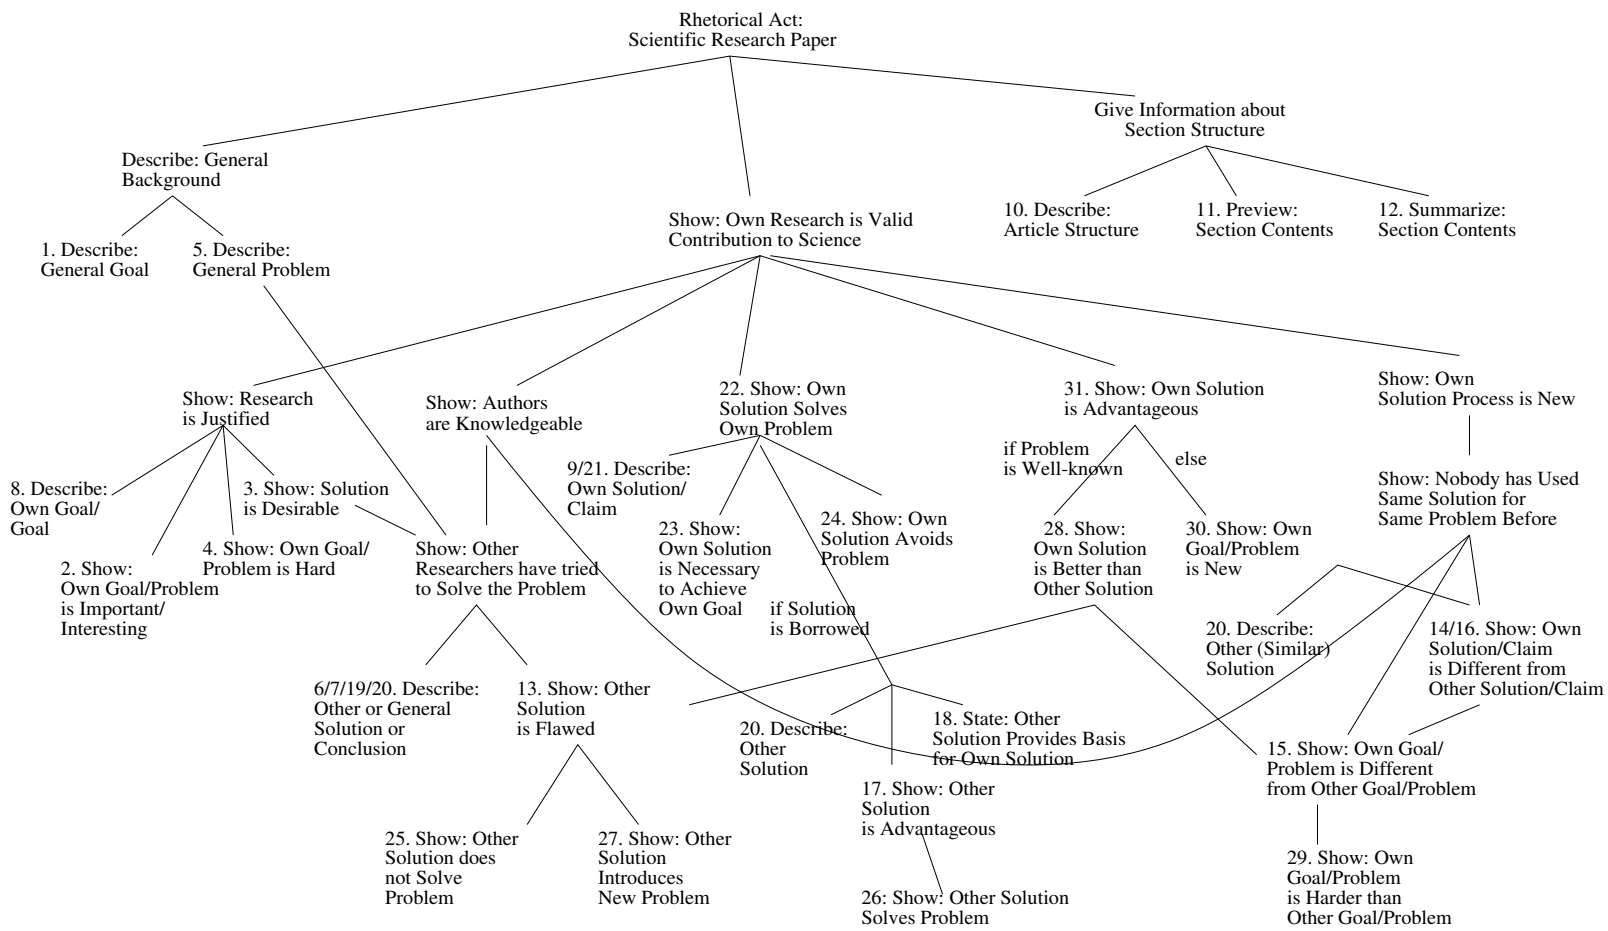 Rhetorical Act:
Scientific Research Paper
Give Information about
Section Structure
Describe: General
Background
10. Describe:
Article Structure
11. Preview:
Section Contents
12. Summarize:
Section Contents
Show: Own Research is Valid
Contribution to Science
1. Describe:
General Goal
5. Describe:
General Problem
Show: Research
is Justified
Show: Authors
are Knowledgeable
22. Show: Own
Solution Solves
Own Problem
31. Show: Own Solution
is Advantageous
Show: Own
Solution Process is New
if Problem
is Well-known
else
8. Describe:
Own Goal/
Goal
3. Show: Solution
is Desirable
9/21. Describe:
Own Solution/
Claim
Show: Nobody has Used
Same Solution for
Same Problem Before
2. Show:
Own Goal/Problem
is Important/
Interesting
4. Show: Own Goal/
Problem is Hard
Show: Other
Researchers have tried
to Solve the Problem
23. Show:
Own Solution
is Necessary
to Achieve
Own Goal
24. Show: Own
Solution Avoids
Problem
28. Show:
Own Solution
is Better than
Other Solution
30. Show: Own
Goal/Problem
is New
if Solution
is Borrowed
20. Describe:
Other (Similar)
Solution
14/16. Show: Own
Solution/Claim
is Different from
Other Solution/Claim
6/7/19/20. Describe:
Other or General
Solution or
Conclusion
13. Show: Other
Solution
is Flawed
20. Describe:
Other
Solution
18. State: Other
Solution Provides Basis
for Own Solution
15. Show: Own Goal/
Problem is Different
from Other Goal/Problem
17. Show: Other
Solution
is Advantageous
25. Show: Other
Solution does
not Solve
Problem
27. Show: Other
Solution
Introduces
New Problem
26: Show: Other Solution
Solves Problem
29. Show: Own
Goal/Problem
is Harder than
Other Goal/Problem